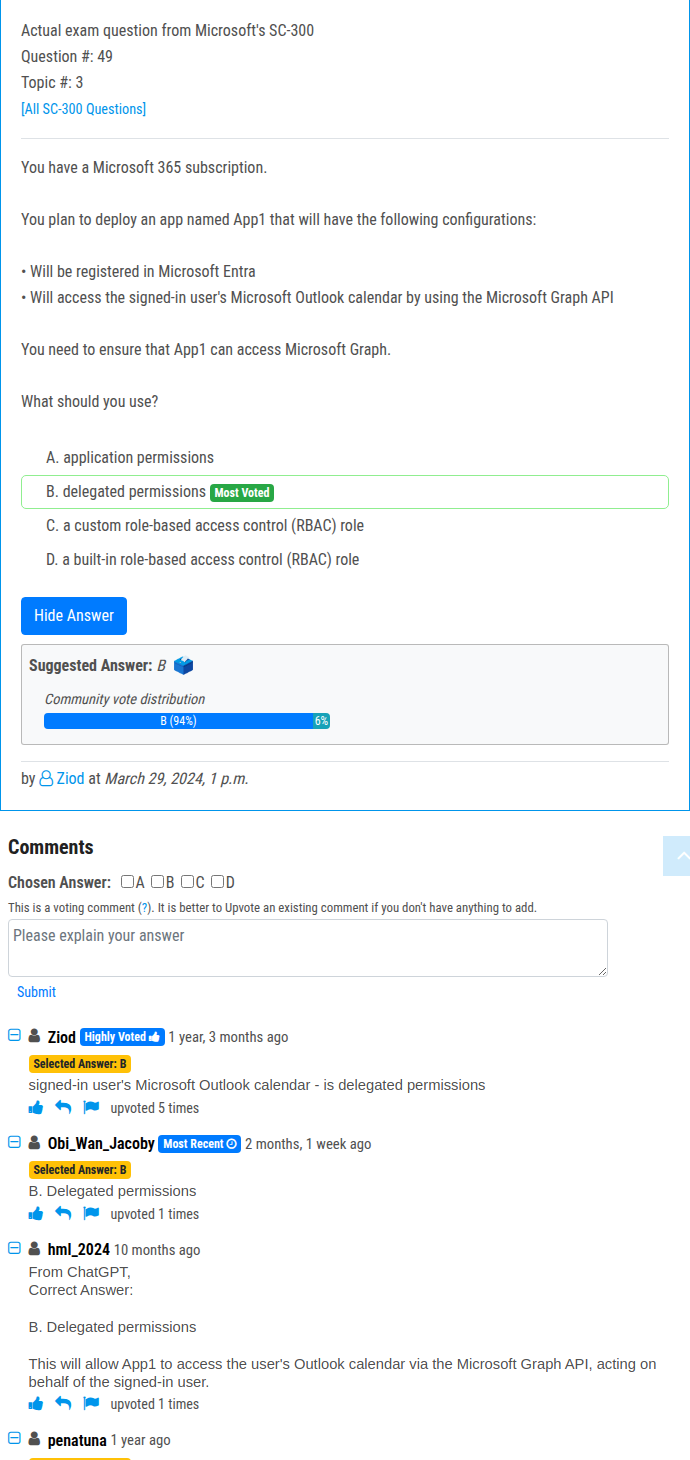 Actual exam question from Microsoft's SC-300
Question #: 49
Topic #: 3
[All SC-300 Questions]
You have a Microsoft 365 subscription.
You plan to deploy an app named App1 that will have the following configurations:
• Will be registered in Microsoft Entra
• Will access the signed-in user's Microsoft Outlook calendar by using the Microsoft Graph API
You need to ensure that App1 can access Microsoft Graph.
What should you use?
A. application permissions
B. delegated permissions Most Voted
C. a custom role-based access control (RBAC) role
D. a built-in role-based access control (RBAC) role
Hide Answer
Suggested Answer: B
Community vote distribution
B (94%) 6%
by Ziod at March 29, 2024, 1 p.m.
Comments
Chosen Answer: A B C D
This is a voting comment (?). It is better to Upvote an existing comment if you don't have anything to add.
Please explain your answer
Submit
Ziod Highly Voted 1 year, 3 months ago
Selected Answer: B
signed-in user's Microsoft Outlook calendar - is delegated permissions
upvoted 5 times
Obi_Wan_Jacoby Most Recent 2 months, 1 week ago
Selected Answer: B
B. Delegated permissions
upvoted 1 times
hml_2024 10 months ago
From ChatGPT,
Correct Answer:
B. Delegated permissions
This will allow App1 to access the user's Outlook calendar via the Microsoft Graph API, acting on
behalf of the signed-in user.
upvoted 1 times
penatuna 1 year ago